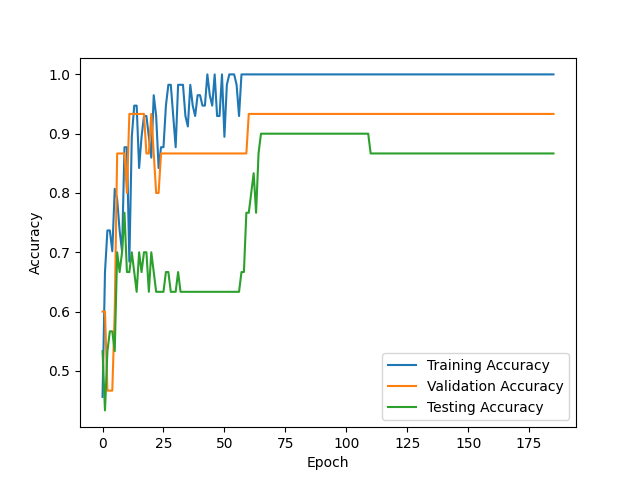 1.0
0.9
0.8
0.7
0.6
0.5
Accuracy
0
25
50
75
100
125
150
175
Epoch
Training Accuracy
Validation Accuracy
Testing Accuracy